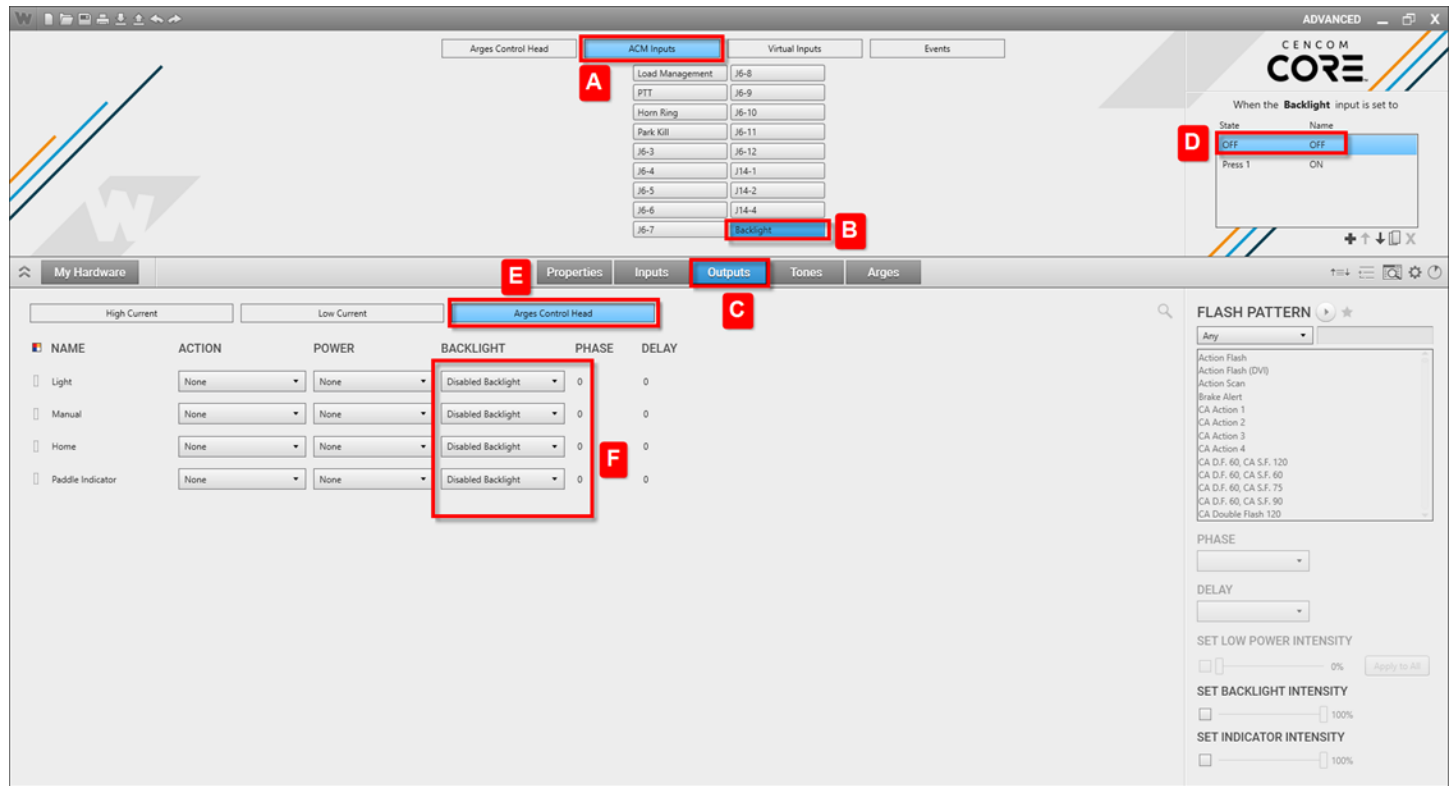 W ADVANCED X
Arges Control Head ACM Inputs Virtual Inputs Events
A
Load Management J6-8
PTT J6-9
Horn Ring J6-10
Park Kill J6-11
J6-3 J6-12
J6-4 J14-1
J6-5 J14-2
J6-6 J14-4
J6-7 Backlight
B
W
CENCOM
CORE
When the Backlight input is set to
State Name
D
OFF OFF
Press 1 ON
X
My Hardware
E
Properties Inputs Outputs Tones Arges
High Current Low Current Arges Control Head
C
NAME ACTION POWER BACKLIGHT PHASE DELAY
Light None None Disabled Backlight 0 0
Manual None None Disabled Backlight 0 0
Home None None Disabled Backlight 0 0
F
Paddle Indicator None None Disabled Backlight 0 0
FLASH PATTERN
Any
Action Flash
Action Flash (DVI)
Action Scan
Brake Alert
CA Action 1
CA Action 2
CA Action 3
CA Action 4
CA D.F. 60, CA S.F. 120
CA D.F. 60, CA S.F. 60
CA D.F. 60, CA S.F. 75
CA D.F. 60, CA S.F. 90
CA Double Flash 120
PHASE
DELAY
SET LOW POWER INTENSITY
0% Apply to All
SET BACKLIGHT INTENSITY
100%
SET INDICATOR INTENSITY
100%